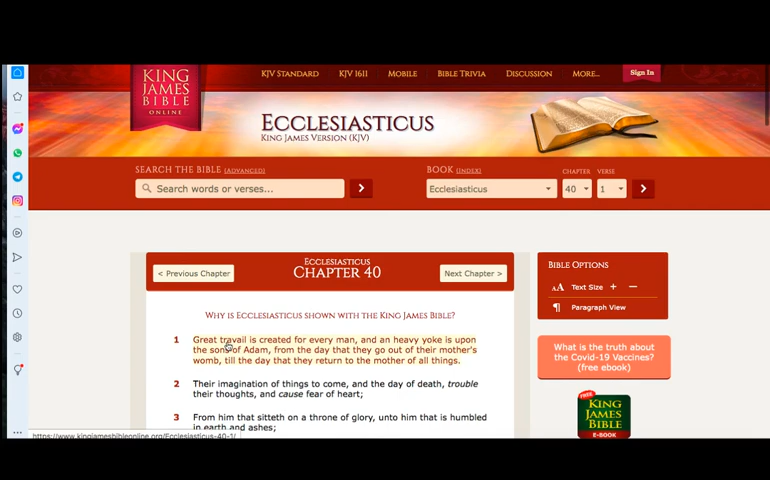 KING
JAMES
BIBLE
ONLINE
KJV STANDARD KJV 1611 MOBILE BIBLE TRIVIA DISCUSSION MORE... Sign In
ECCLESIASTICUS
KING JAMES VERSION (KJV)
SEARCH THE BIBLE (ADVANCED)
BOOK (INDEX) CHAPTER VERSE
Search words or verses...
Ecclesiasticus 40 1
ECCLESIASTICUS
CHAPTER 40
< Previous Chapter
Next Chapter >
WHY IS ECCLESIASTICUS SHOWN WITH THE KING JAMES BIBLE?
1 Great travail is created for every man, and an heavy yoke is upon
the sons of Adam, from the day that they go out of their mother's
womb, till the day that they return to the mother of all things.
2 Their imagination of things to come, and the day of death, trouble
their thoughts, and cause fear of heart;
3 From him that sitteth on a throne of glory, unto him that is humbled
in earth and ashes;
BIBLE OPTIONS
AA Text Size + −
¶ Paragraph View
What is the truth about
the Covid-19 Vaccines?
(free ebook)
FREE
KING
JAMES
BIBLE
E-BOOK
https://www.kingjamesbibleonline.org/Ecclesiasticus-40-1/